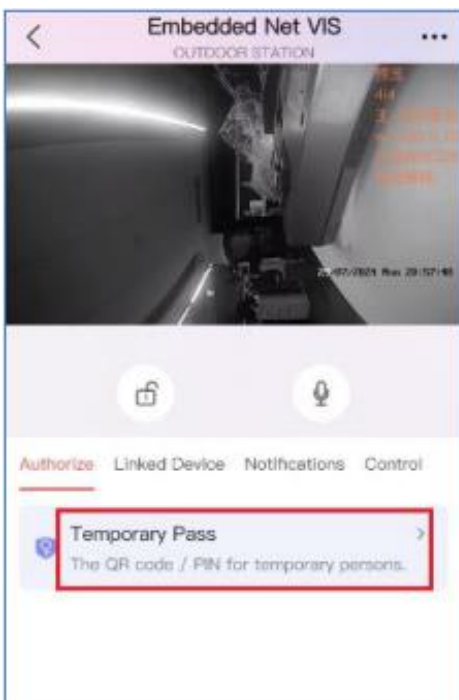 Embedded Net VIS
OUTDOOR STATION
Authorize Linked Device Notifications Control
Temporary Pass
The QR code / PIN for temporary persons.